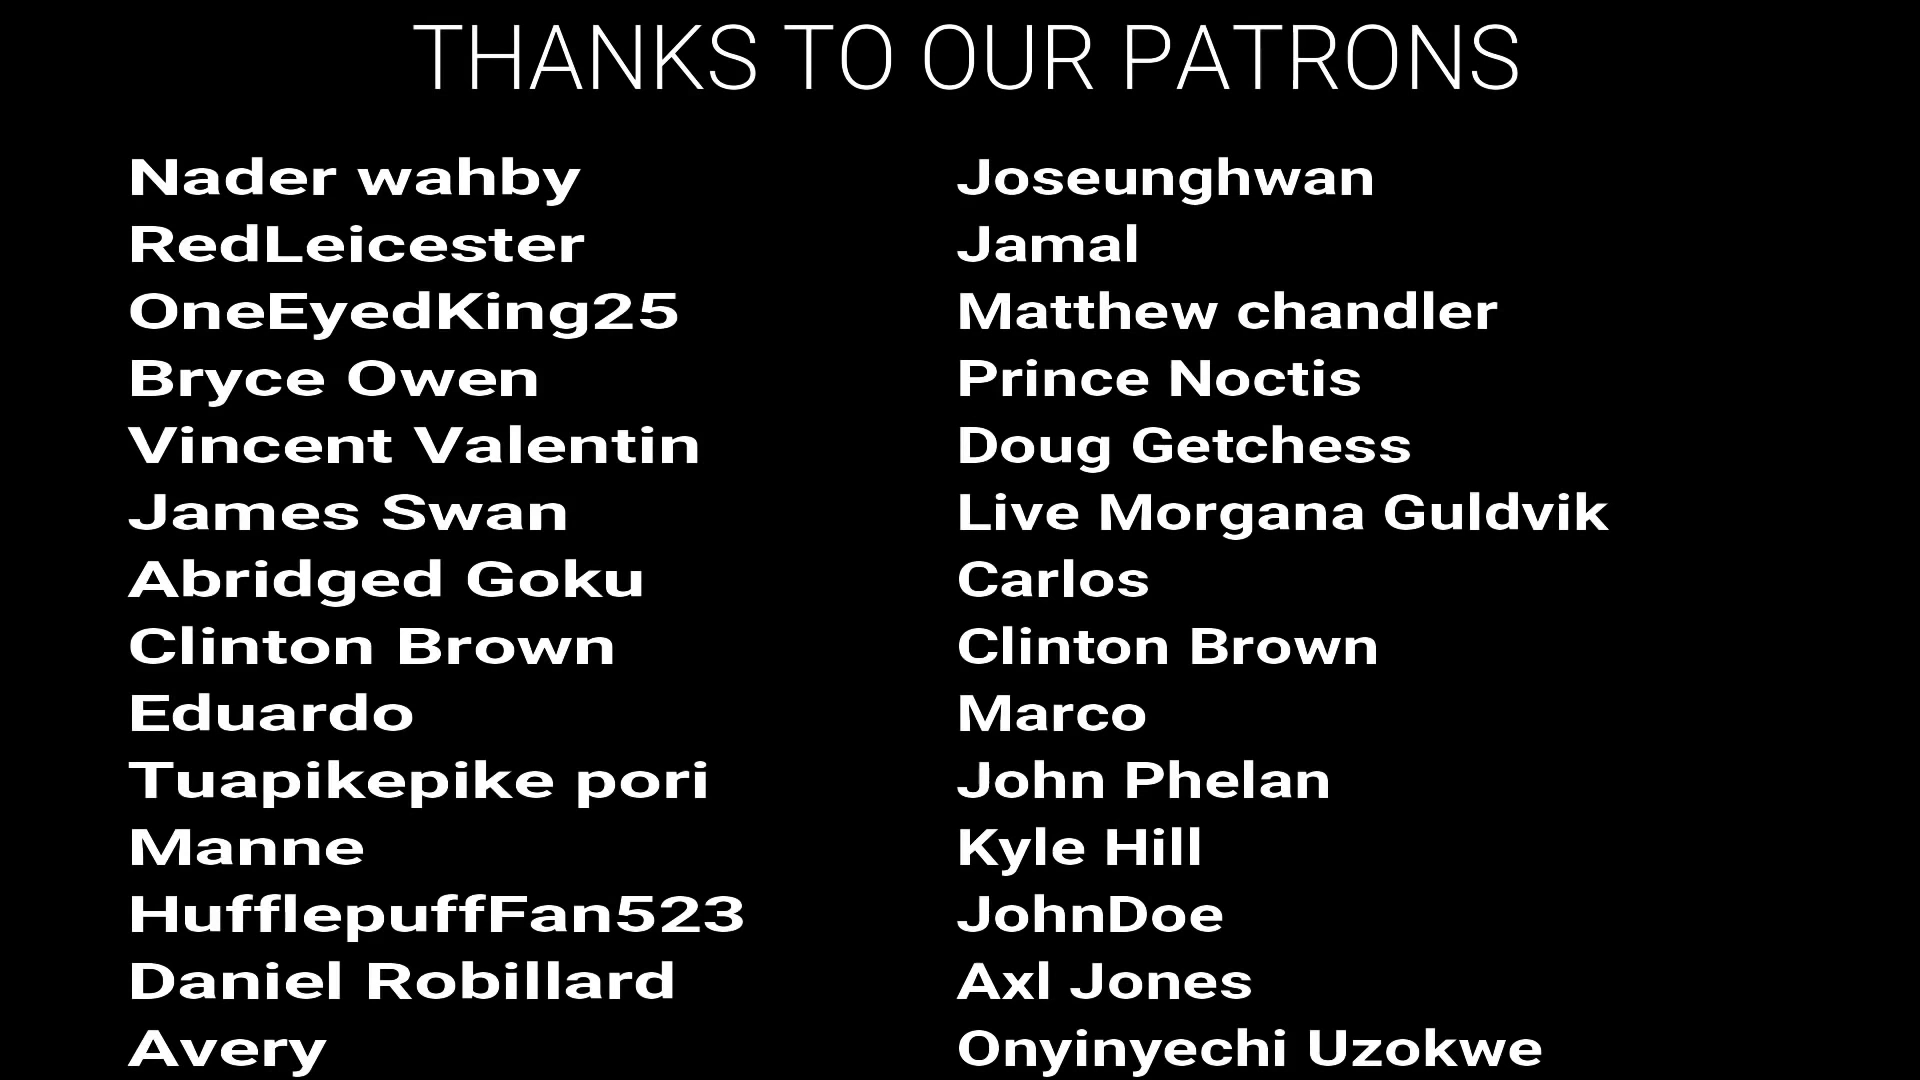 THANKS TO OUR PATRONS
Nader wahby
RedLeicester
OneEyedKing25
Bryce Owen
Vincent Valentin
James Swan
Abridged Goku
Clinton Brown
Eduardo
Tuapikepike pori
Manne
HufflepuffFan523
Daniel Robillard
Avery
Joseunghwan
Jamal
Matthew chandler
Prince Noctis
Doug Getchess
Live Morgana Guldvik
Carlos
Clinton Brown
Marco
John Phelan
Kyle Hill
JohnDoe
Axl Jones
Onyinyechi Uzokwe